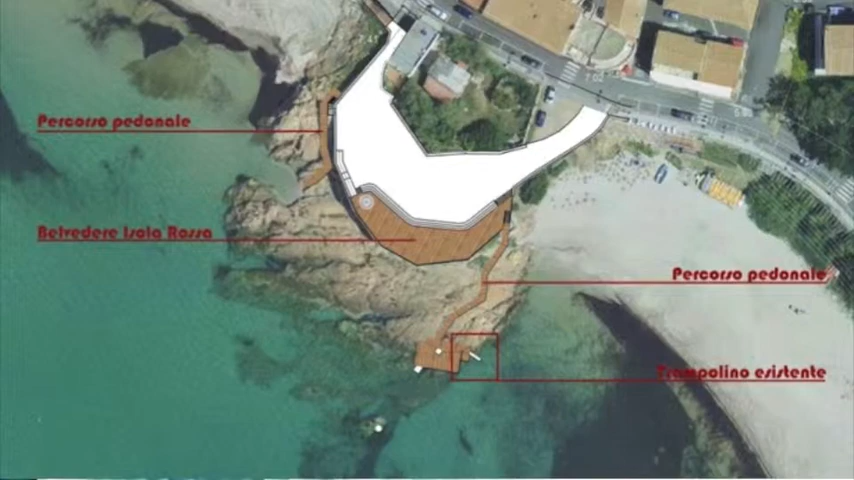 Percorso pedonale
Belvedere Isola Rossa
Percorso pedonale
Trampolino esistente